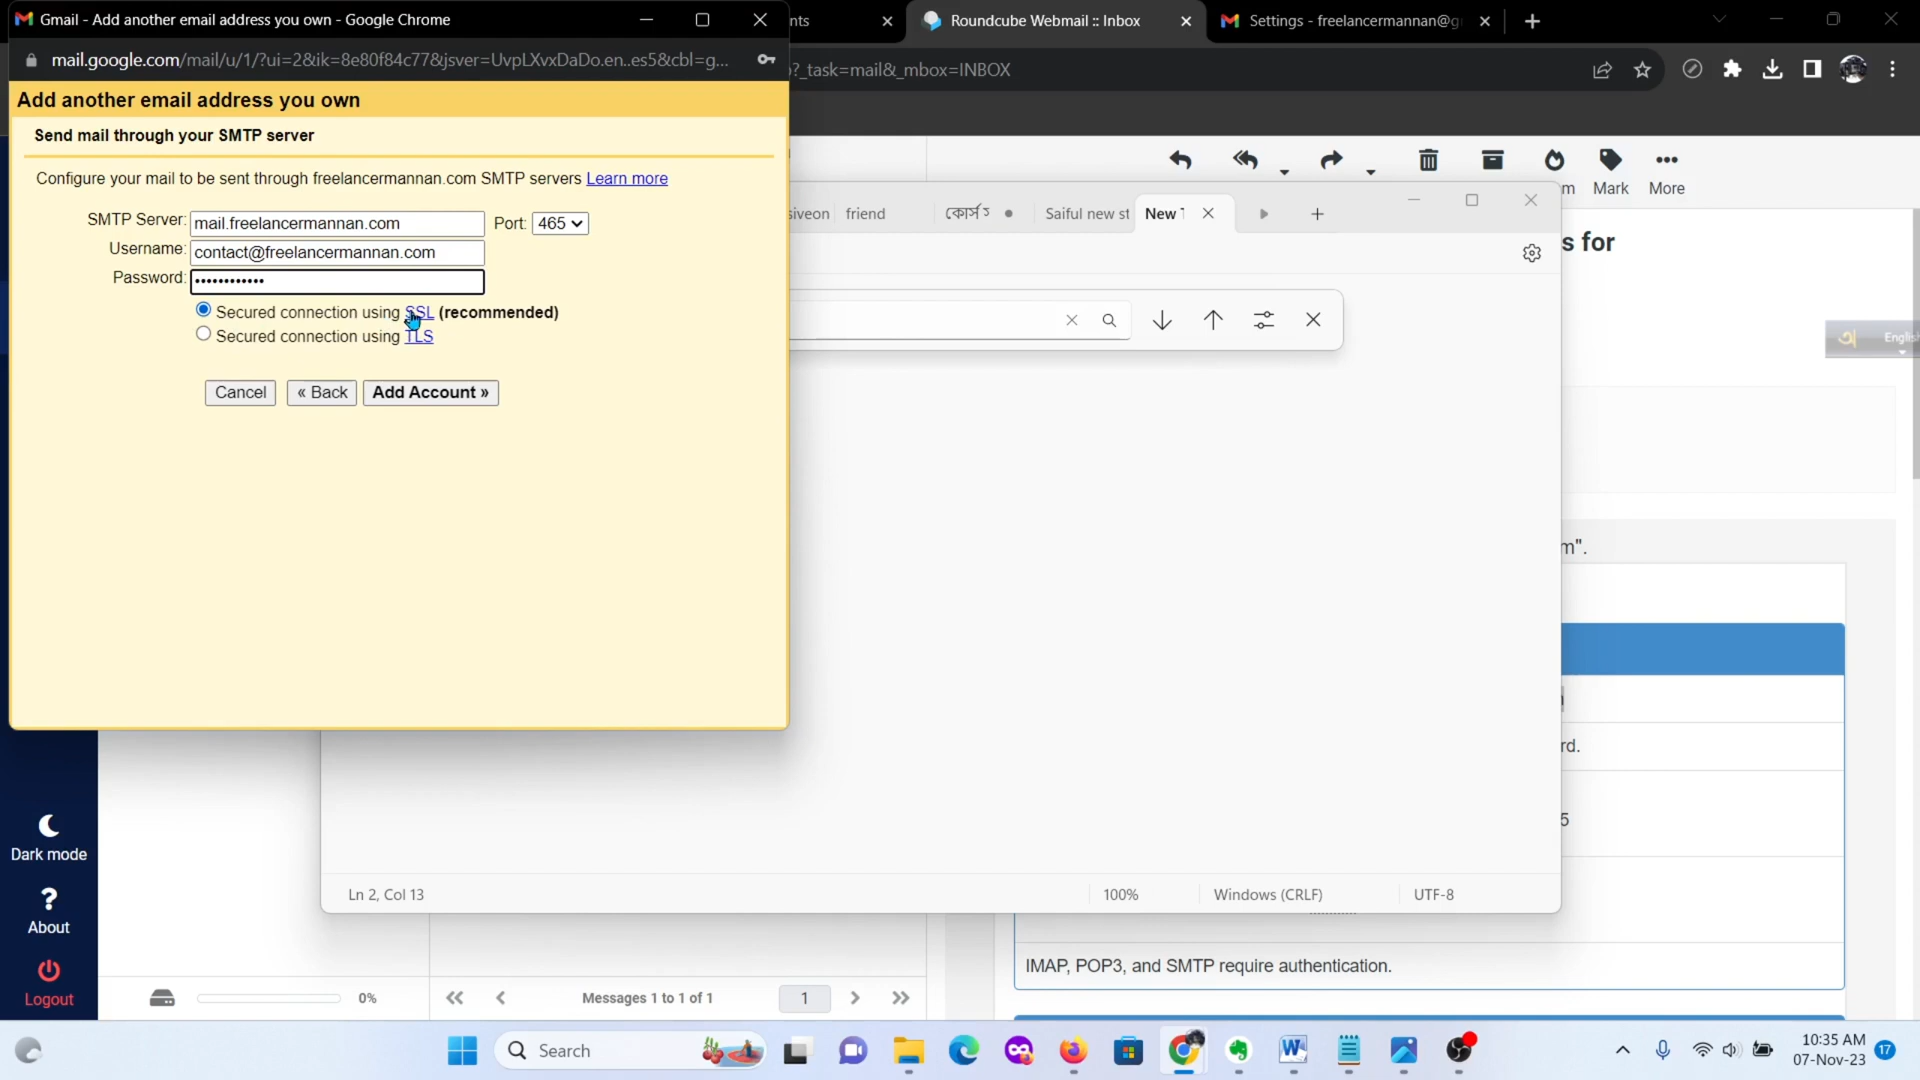 Gmail - Add another email address you own - Google Chrome
nts
Roundcube Webmail :: Inbox
Settings - freelancermannan@g
mail.google.com/mail/u/1/?ui=2&ik=8e80f84c77&jsver=UvpLXvxDaDo.en..es5&cbl=g...
?_task=mail&_mbox=INBOX
Add another email address you own
Send mail through your SMTP server
Configure your mail to be sent through freelancermannan.com SMTP servers Learn more
SMTP Server: mail.freelancermannan.com Port: 465
Username: contact@freelancermannan.com
Password: ••••••••••••
Secured connection using SSL (recommended)
Secured connection using TLS
Cancel
« Back
Add Account »
m
Mark
More
siveon
friend
কোর্স ১
Saiful new st
New T
s for
অ
English
m".
rd.
5
Ln 2, Col 13
100%
Windows (CRLF)
UTF-8
IMAP, POP3, and SMTP require authentication.
Dark mode
About
Logout
0%
Messages 1 to 1 of 1
1
Search
10:35 AM
07-Nov-23
17